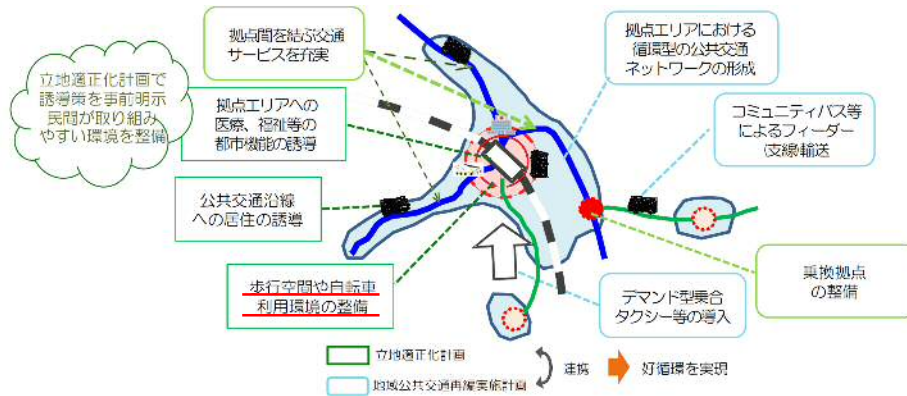 拠点間を結ぶ交通
サービスを充実
拠点エリアにおける
循環型の公共交通
ネットワークの形成
立地適正化計画で
誘導策を事前明示
民間が取り組み
やすい環境を整備
拠点エリアへの
医療、福祉等の
都市機能の誘導
コミュニティバス等
によるフィーダー
(支線)輸送
公共交通沿線
への居住の誘導
歩行空間や自転車
利用環境の整備
デマンド型乗合
タクシー等の導入
乗換拠点
の整備
立地適正化計画
連携
好循環を実現
地域公共交通再編実施計画